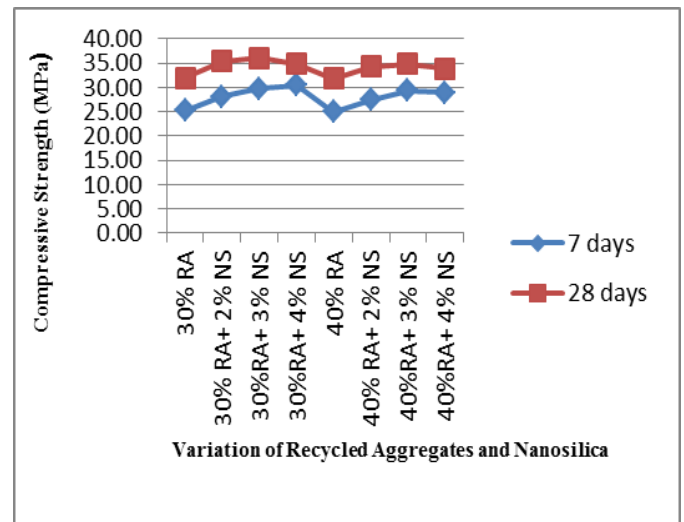 Compressive Strength (MPa)
40.00
35.00
30.00
25.00
20.00
15.00
10.00
5.00
0.00
30% RA
30% RA+ 2% NS
30%RA+ 3% NS
30%RA+ 4% NS
40% RA
40% RA+ 2% NS
40%RA+ 3% NS
40%RA+ 4% NS
7 days
28 days
Variation of Recycled Aggregates and Nanosilica